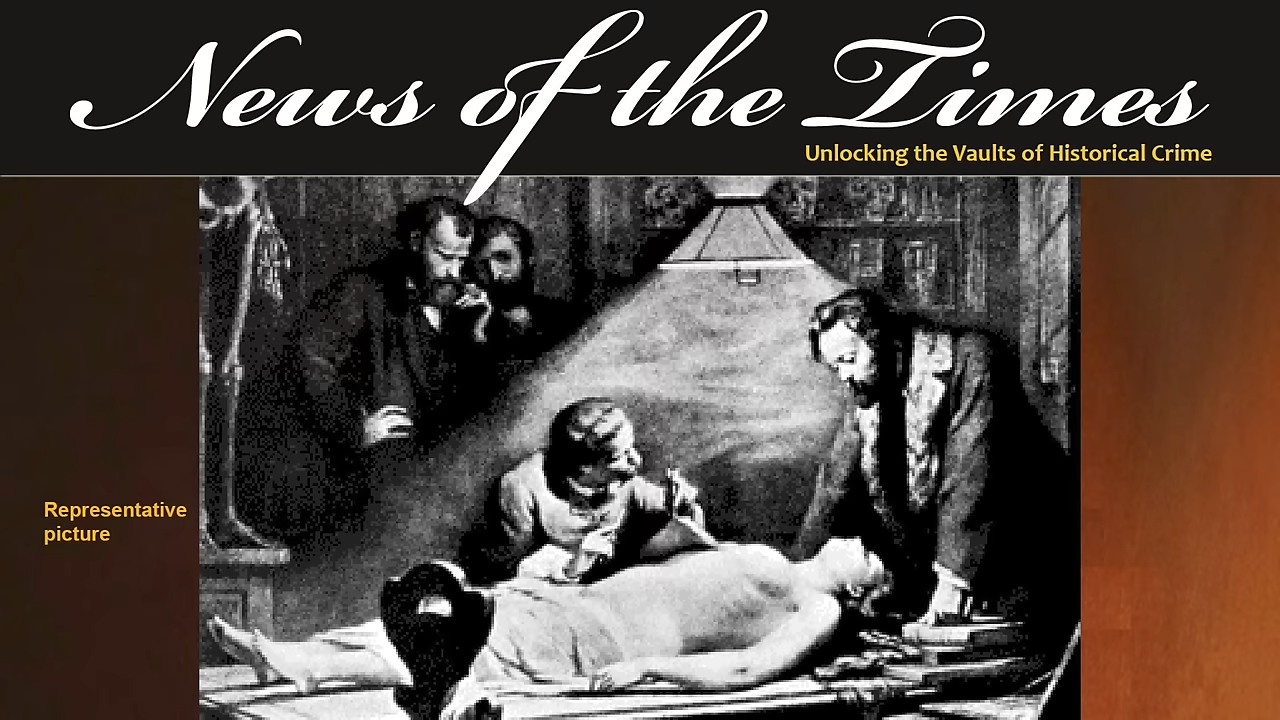 News of the Times
Unlocking the Vaults of Historical Crime
Representative
picture